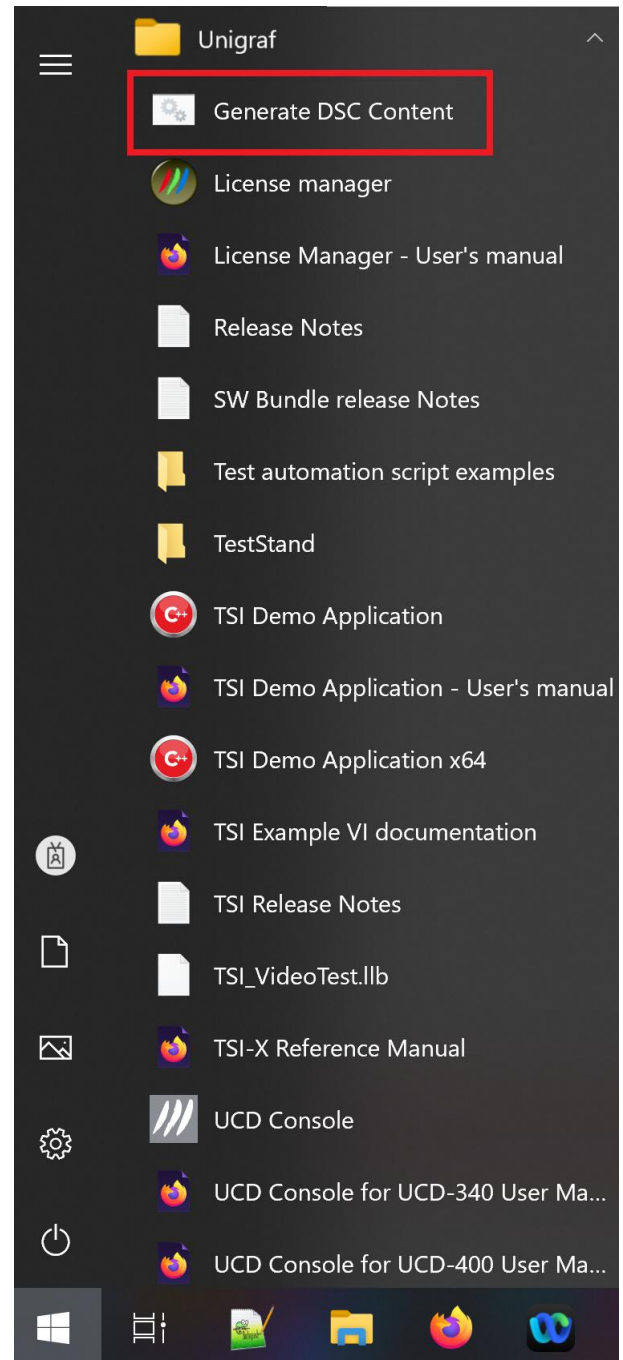 Unigraf
Generate DSC Content
License manager
License Manager - User's manual
Release Notes
SW Bundle release Notes
Test automation script examples
TestStand
C++
TSI Demo Application
TSI Demo Application - User's manual
C++
TSI Demo Application x64
TSI Example VI documentation
TSI Release Notes
TSI_VideoTest.llb
TSI-X Reference Manual
UCD Console
UCD Console for UCD-340 User Ma...
UCD Console for UCD-400 User Ma...